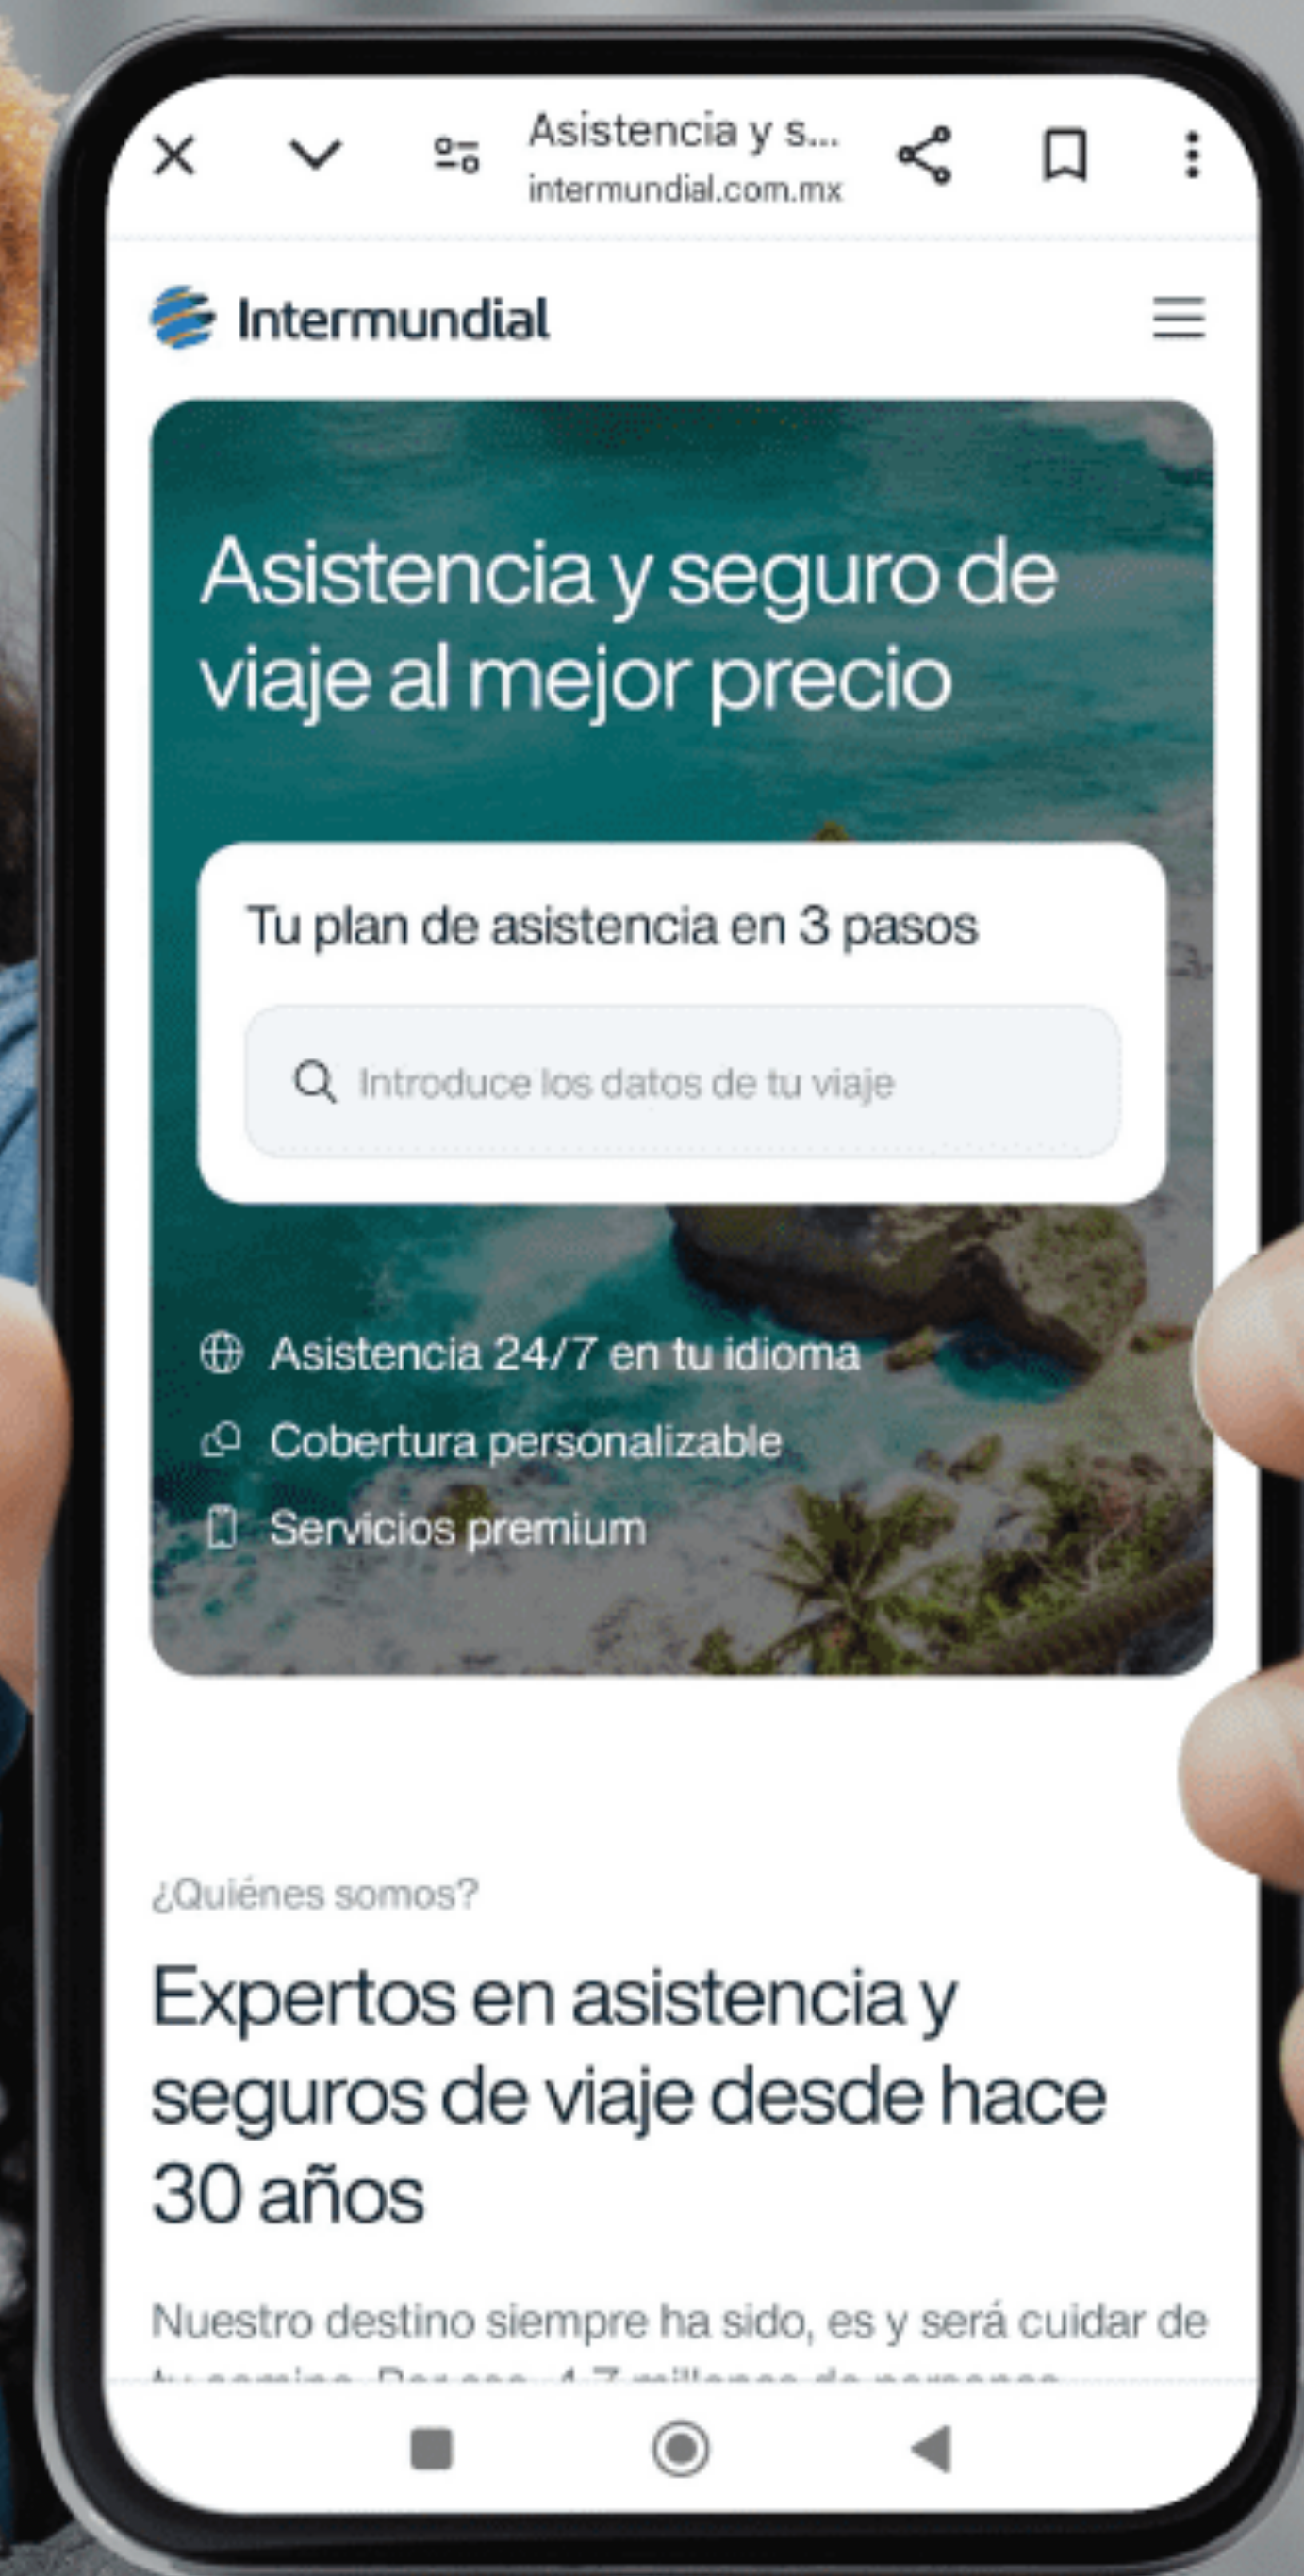 Asistencia y s...
intermundial.com.mx
Intermundial
Asistencia y seguro de
viaje al mejor precio
Tu plan de asistencia en 3 pasos
Introduce los datos de tu viaje
Asistencia 24/7 en tu idioma
Cobertura personalizable
Servicios premium
¿Quiénes somos?
Expertos en asistencia y
seguros de viaje desde hace
30 años
Nuestro destino siempre ha sido, es y será cuidar de